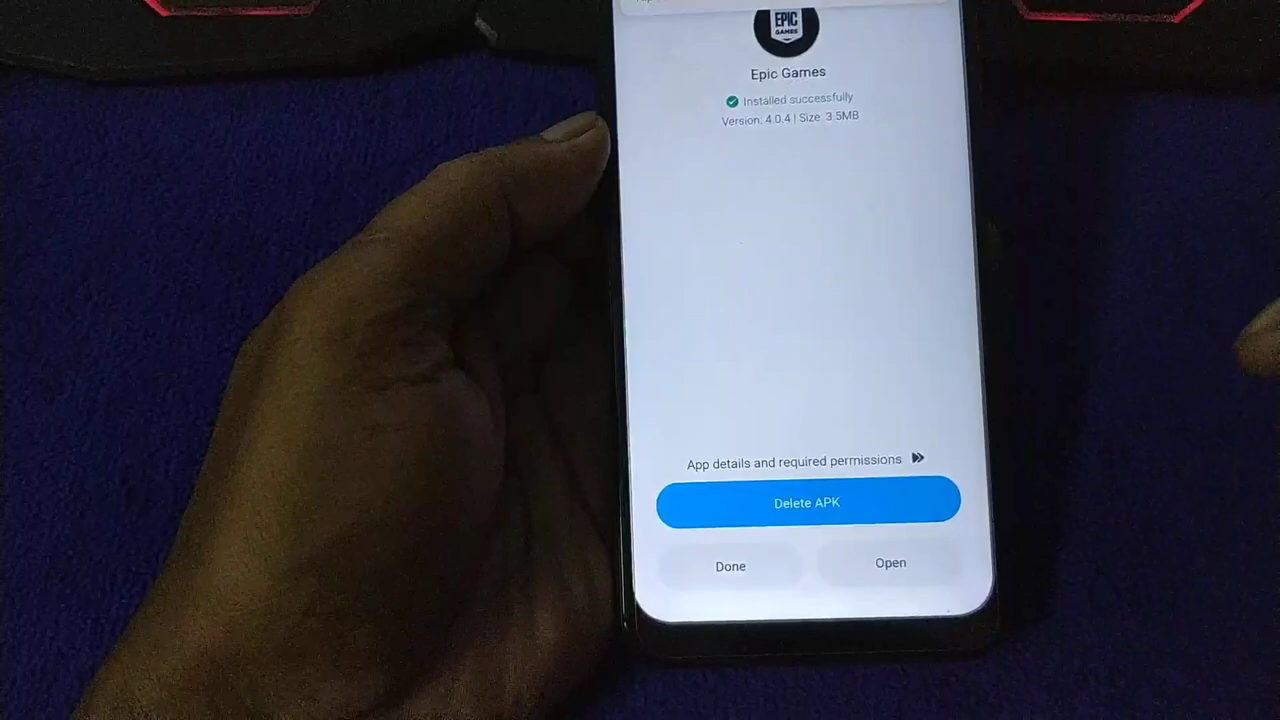 EPIC
GAMES
Epic Games
Installed successfully
Version: 4.0.4 | Size: 3.5MB
App details and required permissions
Delete APK
Done
Open